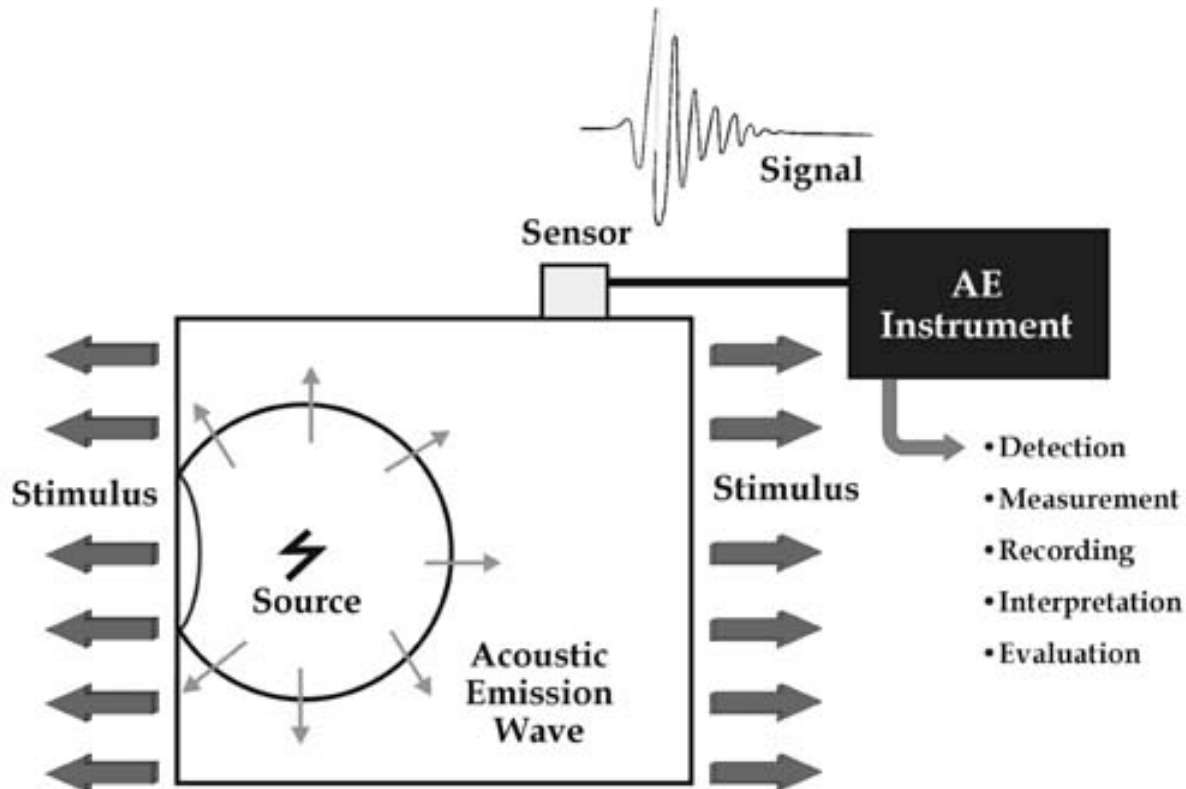 Signal
Sensor
AE
Instrument
Stimulus
Stimulus
Source
Acoustic
Emission
Wave
•Detection
•Measurement
•Recording
•Interpretation
•Evaluation